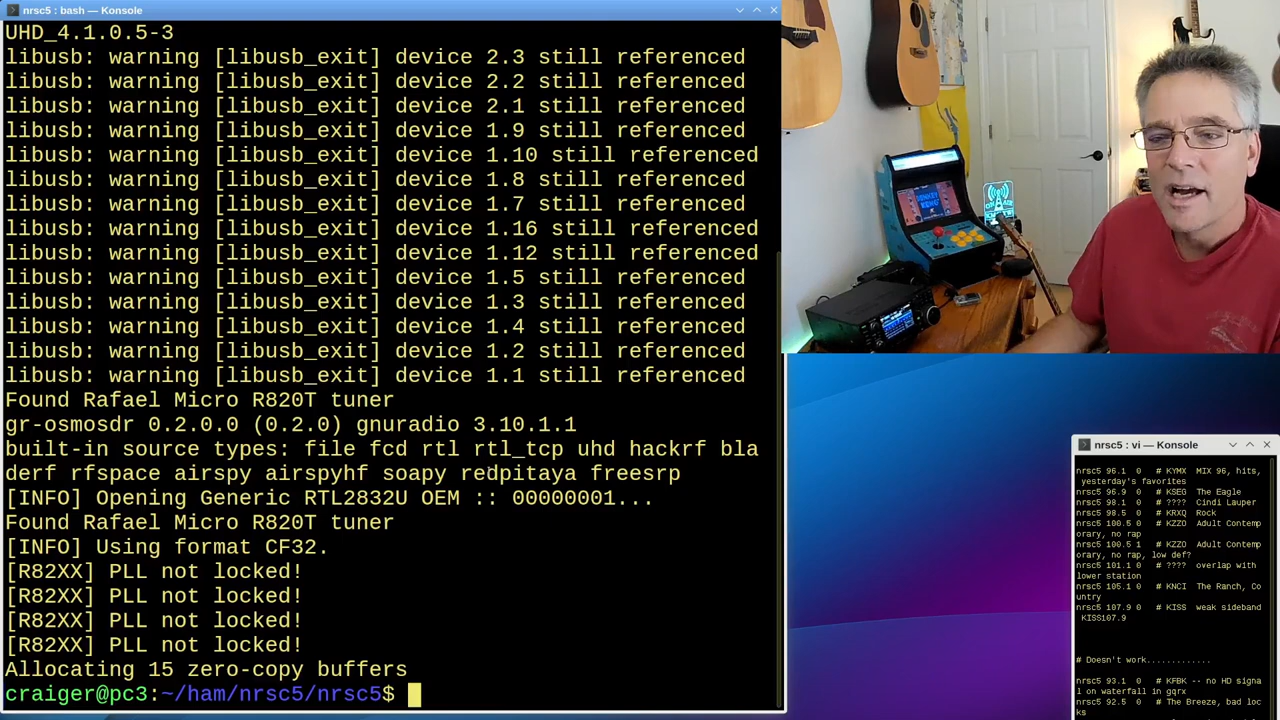 nrsc5 : bash — Konsole
UHD_4.1.0.5-3
libusb: warning [libusb_exit] device 2.3 still referenced
libusb: warning [libusb_exit] device 2.2 still referenced
libusb: warning [libusb_exit] device 2.1 still referenced
libusb: warning [libusb_exit] device 1.9 still referenced
libusb: warning [libusb_exit] device 1.10 still referenced
libusb: warning [libusb_exit] device 1.8 still referenced
libusb: warning [libusb_exit] device 1.7 still referenced
libusb: warning [libusb_exit] device 1.16 still referenced
libusb: warning [libusb_exit] device 1.12 still referenced
libusb: warning [libusb_exit] device 1.5 still referenced
libusb: warning [libusb_exit] device 1.3 still referenced
libusb: warning [libusb_exit] device 1.4 still referenced
libusb: warning [libusb_exit] device 1.2 still referenced
libusb: warning [libusb_exit] device 1.1 still referenced
Found Rafael Micro R820T tuner
gr-osmosdr 0.2.0.0 (0.2.0) gnuradio 3.10.1.1
built-in source types: file fcd rtl rtl_tcp uhd hackrf bla
derf rfspace airspy airspyhf soapy redpitaya freesrp
[INFO] Opening Generic RTL2832U OEM :: 00000001...
Found Rafael Micro R820T tuner
[INFO] Using format CF32.
[R82XX] PLL not locked!
[R82XX] PLL not locked!
[R82XX] PLL not locked!
[R82XX] PLL not locked!
Allocating 15 zero-copy buffers
craiger@pc3:~/ham/nrsc5/nrsc5$
DONKEY
KONG
ON AIR
nrsc5 : vi — Konsole
nrsc5 96.1 0 # KYMX MIX 96, hits,
yesterday's favorites
nrsc5 96.9 0 # KSEG The Eagle
nrsc5 98.1 0 # ???? Cindi Lauper
nrsc5 98.5 0 # KRXQ Rock
nrsc5 100.5 0 # KZZO Adult Contemp
orary, no rap
nrsc5 100.5 1 # KZZO Adult Contemp
orary, no rap, low def?
nrsc5 101.1 0 # ???? overlap with
lower station
nrsc5 105.1 0 # KNCI The Ranch, Co
untry
nrsc5 107.9 0 # KISS weak sideband
KISS107.9
# Doesn't work.............
nrsc5 93.1 0 # KFBK -- no HD signa
l on waterfall in gqrx
nrsc5 92.5 0 # The Breeze, bad loc
ks